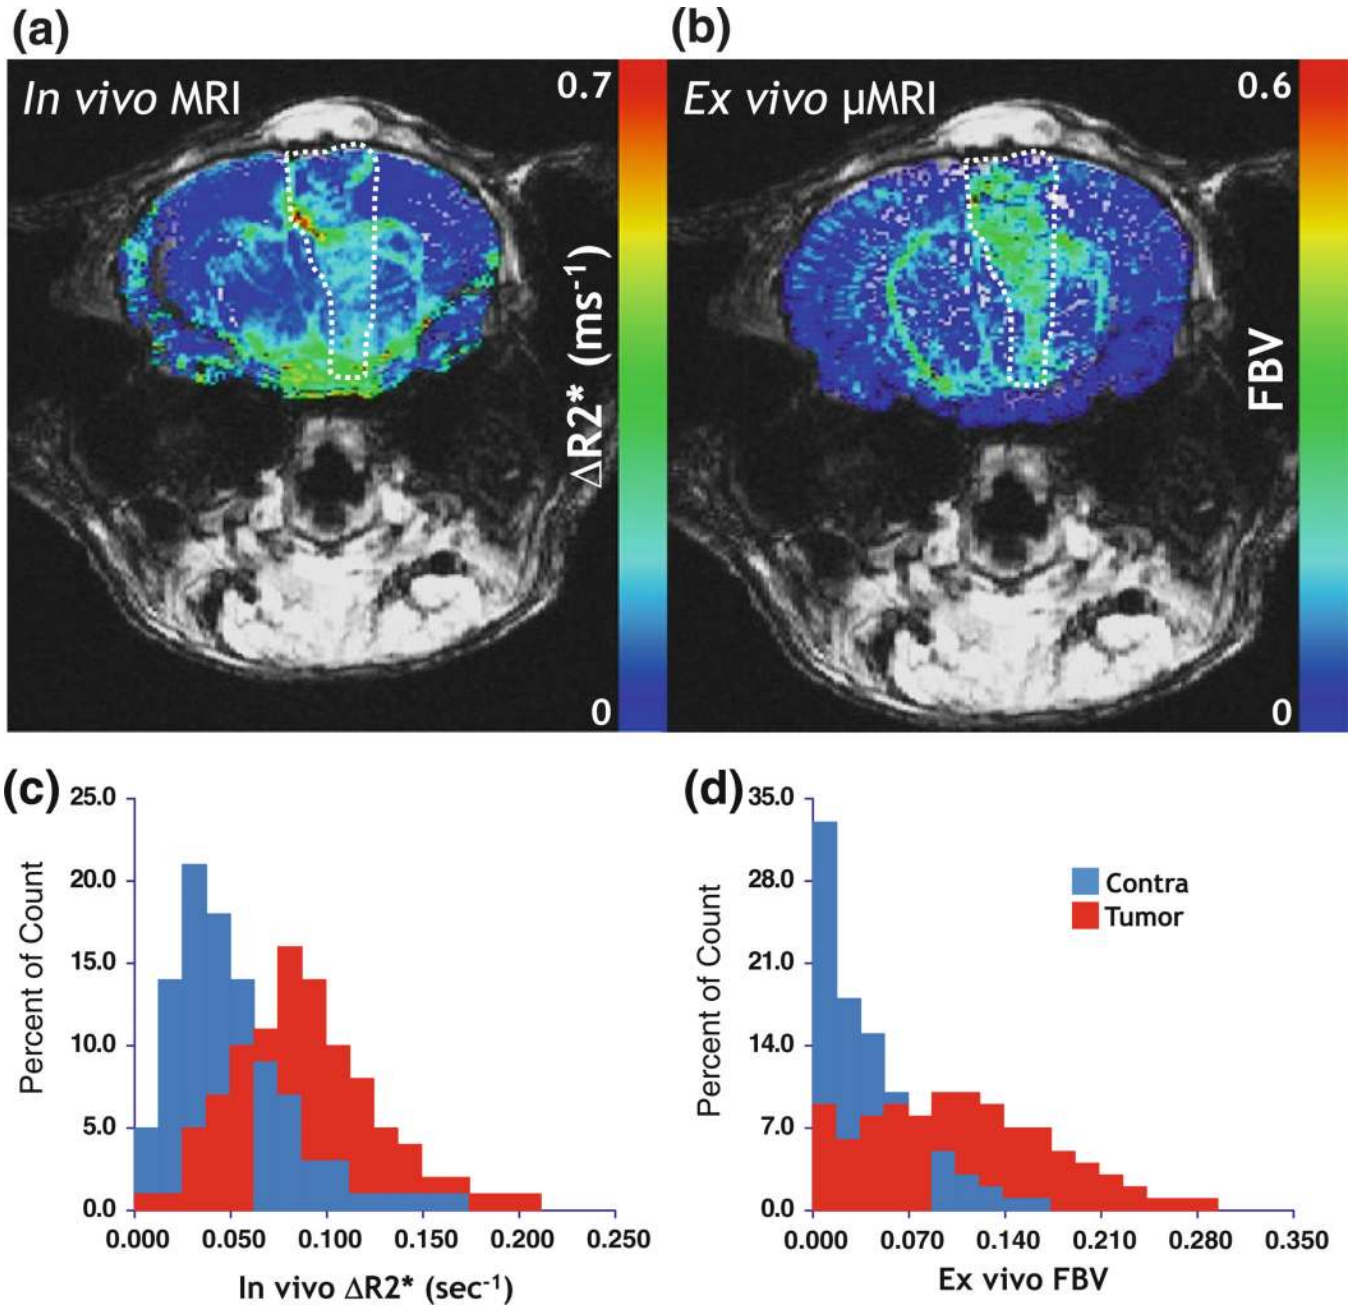 (a)
In vivo MRI
0.7
ΔR2* (ms⁻¹)
0
(b)
Ex vivo μMRI
0.6
FBV
0
(c)
25.0
20.0
15.0
10.0
5.0
0.0
Percent of Count
0.000 0.050 0.100 0.150 0.200 0.250
In vivo ΔR2* (sec⁻¹)
(d)
35.0
28.0
21.0
14.0
7.0
0.0
Percent of Count
Contra
Tumor
0.000 0.070 0.140 0.210 0.280 0.350
Ex vivo FBV